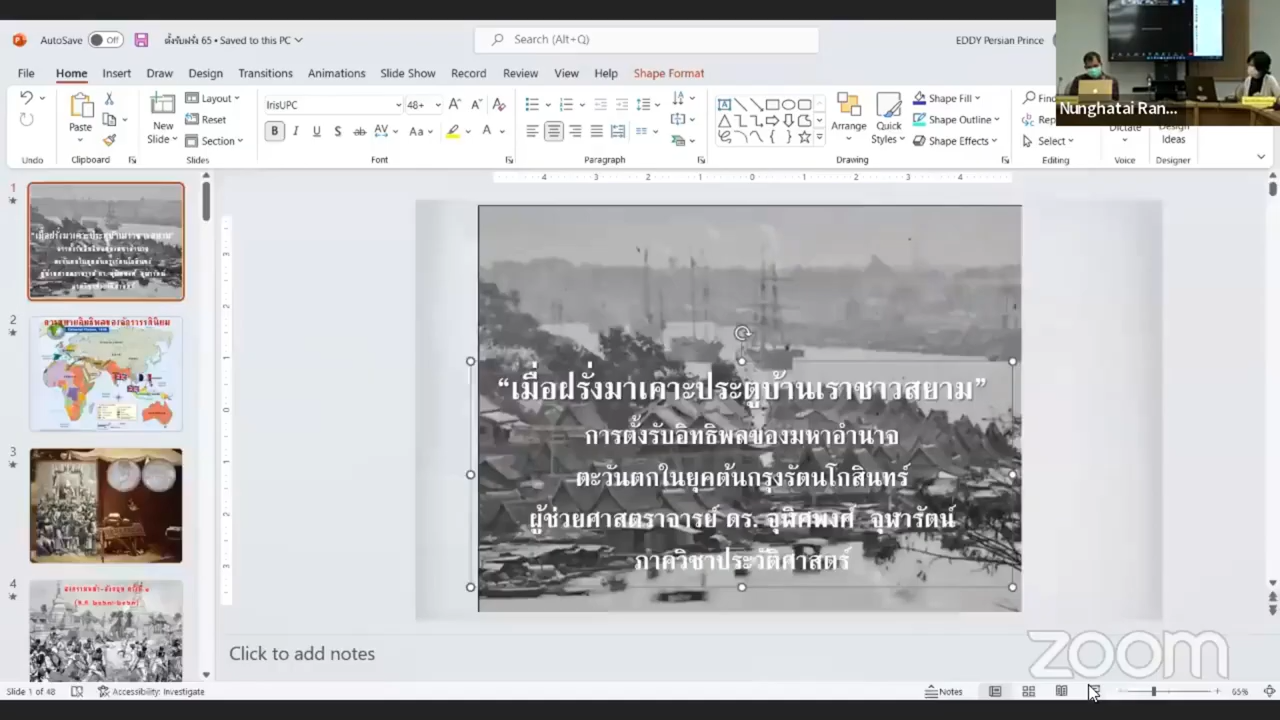 AutoSave Off ตั้งรับฝรั่ง 65 • Saved to this PC
Search (Alt+Q)
EDDY Persian Prince
File Home Insert Draw Design Transitions Animations Slide Show Record Review View Help Shape Format
Nunghatai Ran...
Paste
New
Slide
Layout
Reset
Section
IrisUPC 48+
B I U S ab AV Aa A
Arrange
Quick
Styles
Shape Fill
Shape Outline
Shape Effects
Select
Dictate
Design
Ideas
Undo Clipboard Slides Font Paragraph Drawing Editing Voice Designer
1
2
3
4
"เมื่อฝรั่งมาเคาะประตูบ้านเราชาวสยาม"
การตั้งรับอิทธิพลของมหาอำนาจ
ตะวันตกในยุคต้นกรุงรัตนโกสินทร์
ผู้ช่วยศาสตราจารย์ ดร. จุฬิศพงศ์ จุฬารัตน์
ภาควิชาประวัติศาสตร์
Click to add notes
zoom
Slide 1 of 48 Accessibility: Investigate Notes 65%